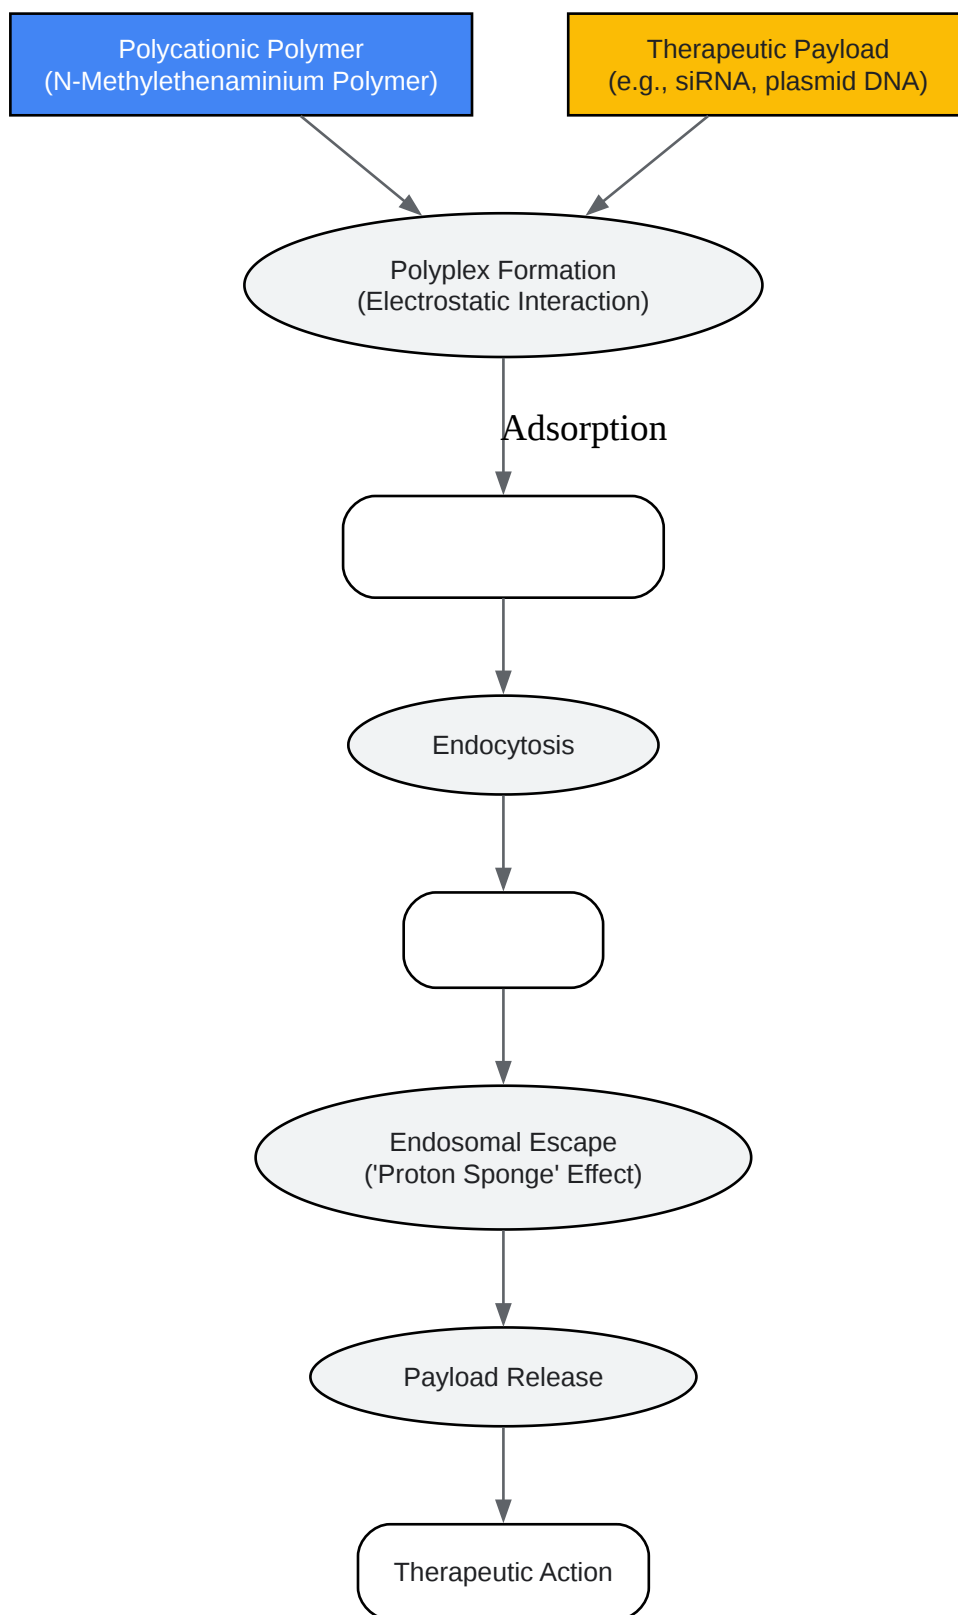 Polycationic Polymer
(N-Methylethenaminium Polymer)
Therapeutic Payload
(e.g., siRNA, plasmid DNA)
Polyplex Formation
(Electrostatic Interaction)
Adsorption
Endocytosis
Endosomal Escape
('Proton Sponge' Effect)
Payload Release
Therapeutic Action